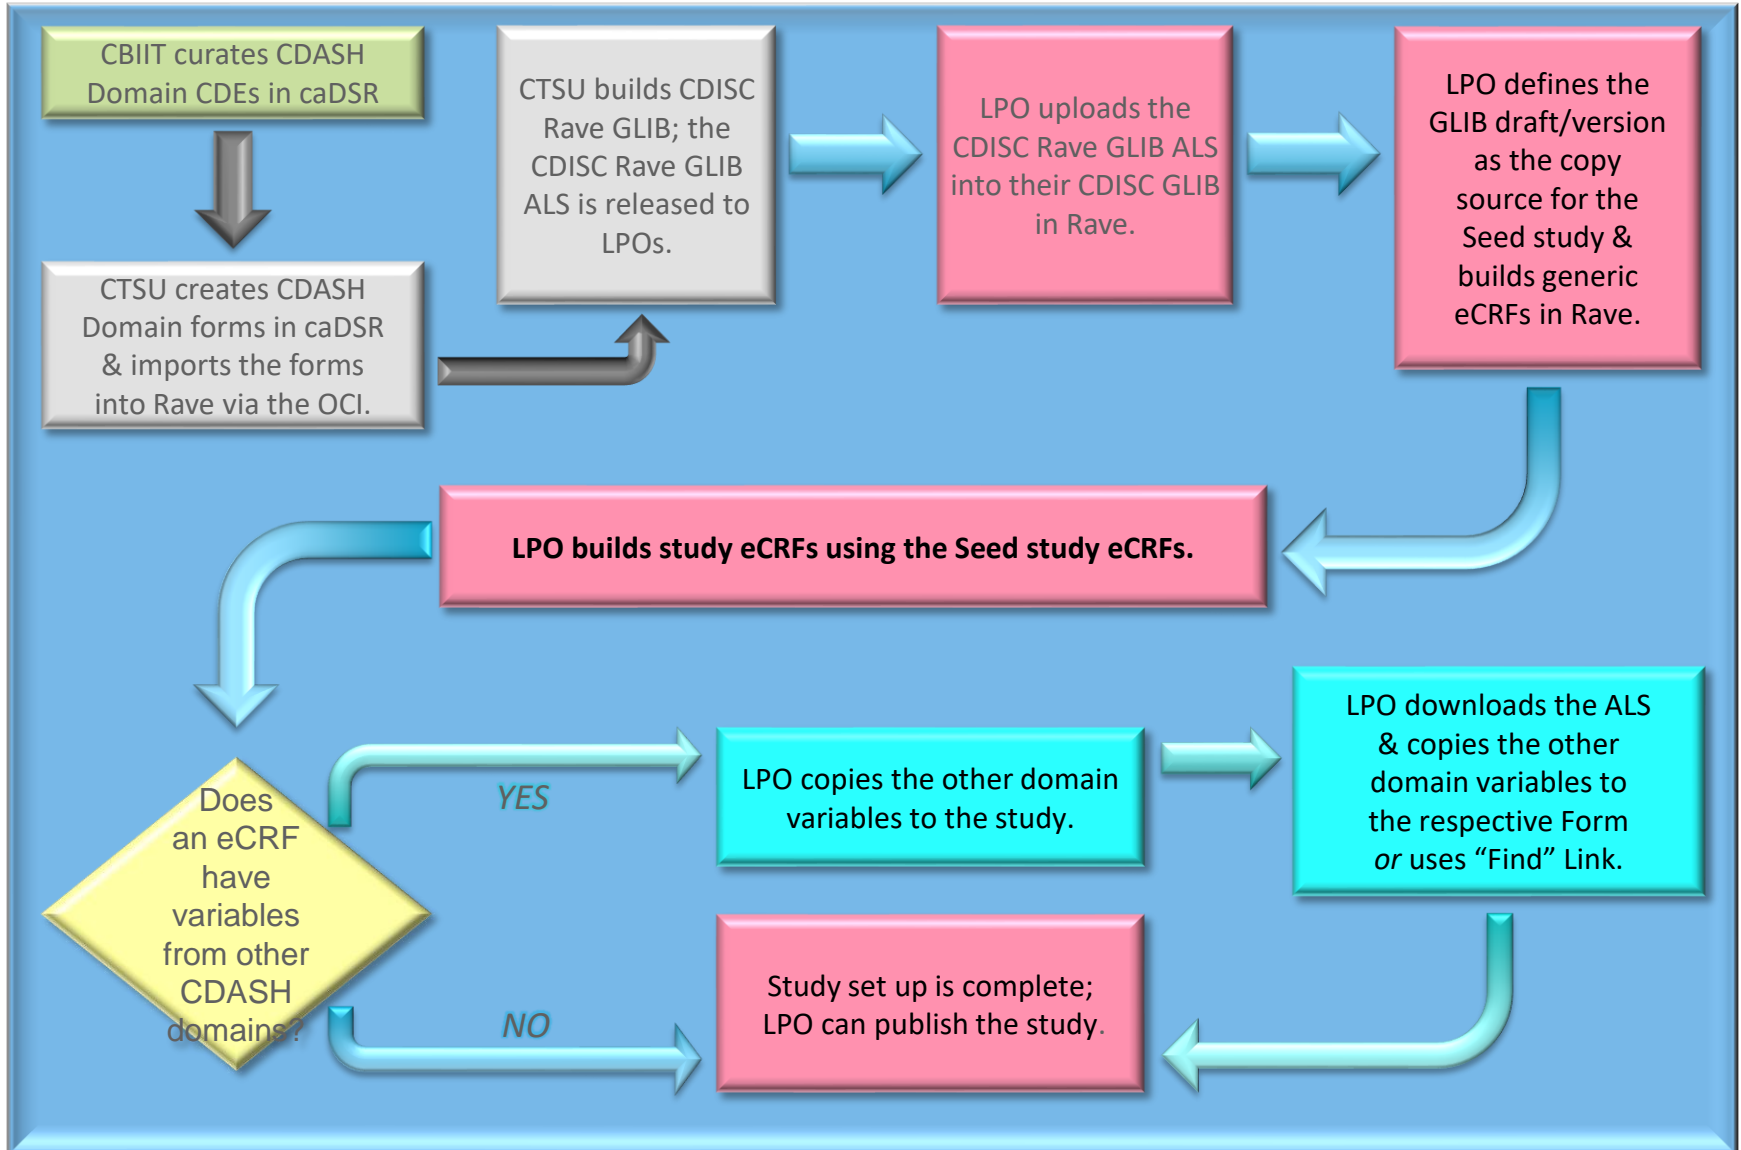 CBIIT curates CDASH
Domain CDEs in caDSR
CTSU creates CDASH
Domain forms in caDSR
& imports the forms
into Rave via the OCI.
CTSU builds CDISC
Rave GLIB; the
CDISC Rave GLIB
ALS is released to
LPOs.
LPO uploads the
CDISC Rave GLIB ALS
into their CDISC GLIB
in Rave.
LPO defines the
GLIB draft/version
as the copy
source for the
Seed study &
builds generic
eCRFs in Rave.
LPO builds study eCRFs using the Seed study eCRFs.
Does
an eCRF
have
variables
from other
CDASH
domains?
YES
LPO copies the other domain
variables to the study.
LPO downloads the ALS
& copies the other
domain variables to
the respective Form
or uses “Find” Link.
NO
Study set up is complete;
LPO can publish the study.